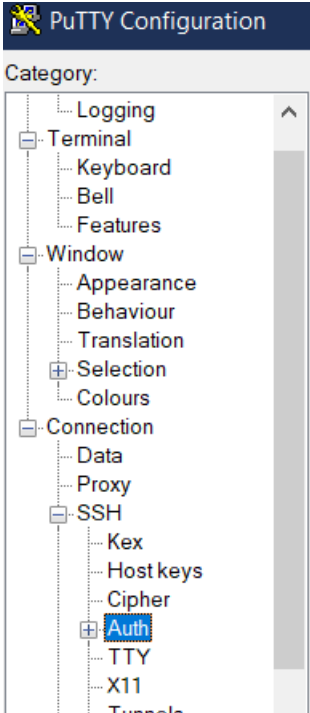 PuTTY Configuration
Category:
Logging
Terminal
Keyboard
Bell
Features
Window
Appearance
Behaviour
Translation
Selection
Colours
Connection
Data
Proxy
SSH
Kex
Host keys
Cipher
Auth
TTY
X11
Tunnels